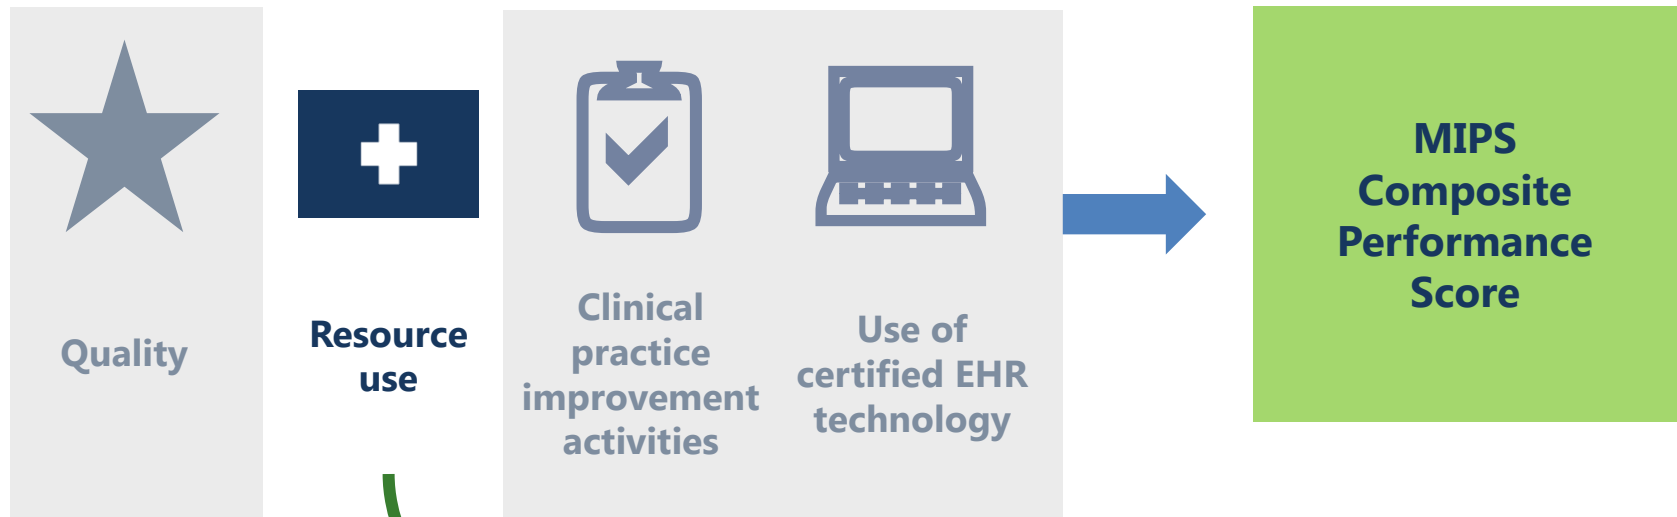 Quality
Resource
use
Clinical
practice
improvement
activities
Use of
certified EHR
technology
MIPS
Composite
Performance
Score